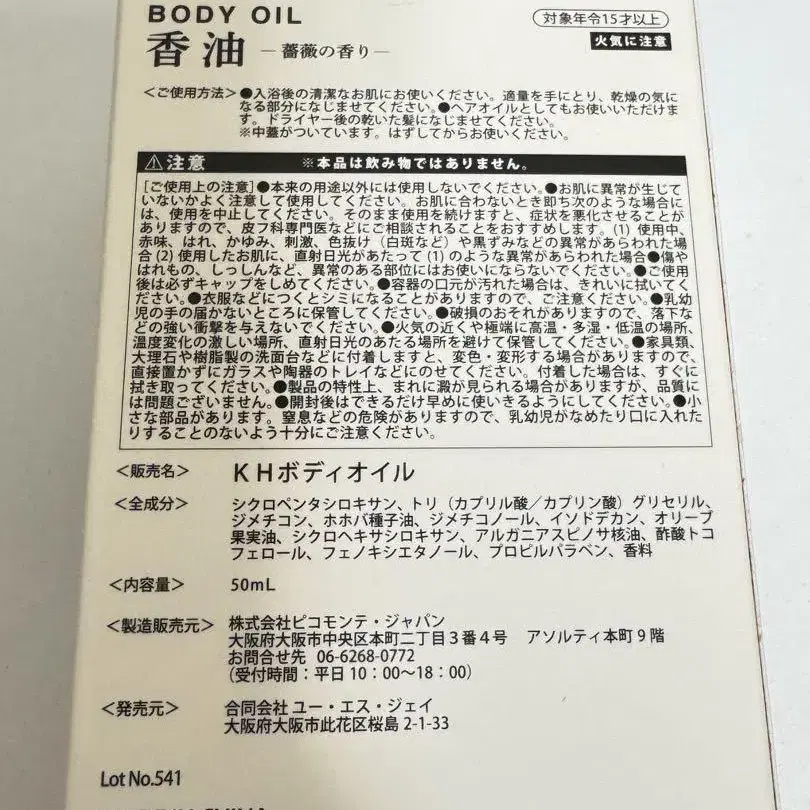 BODY OIL
香油 ―薔薇の香り―
対象年令15才以上
火気に注意
<ご使用方法>●入浴後の清潔なお肌にお使いください。適量を手にとり、乾燥の気に
なる部分になじませてください。●ヘアオイルとしてもお使いいただけま
す。ドライヤー後の乾いた髪になじませてください。
※中蓋がついています。はずしてからお使いください。
⚠注意 ※本品は飲み物ではありません。
[ご使用上の注意]●本来の用途以外には使用しないでください。●お肌に異常が生じて
いないかよく注意して使用してください。お肌に合わないとき即ち次のような場合に
は、使用を中止してください。そのまま使用を続けますと、症状を悪化させることが
ありますので、皮フ科専門医などにご相談されることをおすすめします。(1) 使用中、
赤味、はれ、かゆみ、刺激、色抜け（白斑など）や黒ずみなどの異常があらわれた場
合 (2) 使用したお肌に、直射日光があたって (1) のような異常があらわれた場合●傷や
はれもの、しっしんなど、異常のある部位にはお使いにならないでください。●ご使用
後は必ずキャップをしめてください。●容器の口元が汚れた場合は、きれいに拭いてく
ださい。●衣服などにつくとシミになることがありますので、ご注意ください。●乳幼
児の手の届かないところに保管してください。●破損のおそれがありますので、落下な
どの強い衝撃を与えないでください。●火気の近くや極端に高温・多湿・低温の場所、
温度変化の激しい場所、直射日光のあたる場所を避けて保管してください。●家具類、
大理石や樹脂製の洗面台などに付着しますと、変色・変形する場合がありますので、
直接置かずにガラスや陶器のトレイなどにのせてください。付着した場合は、すぐに
拭き取ってください。●製品の特性上、まれに澱が見られる場合がありますが、品質に
は問題ございません。●開封後はできるだけ早めに使いきるようにしてください。●小
さな部品があります。窒息などの危険がありますので、乳幼児がなめたり口に入れた
りすることのないよう十分にご注意ください。
<販売名> KHボディオイル
<全成分> シクロペンタシロキサン、トリ（カプリル酸／カプリン酸）グリセリル、
ジメチコン、ホホバ種子油、ジメチコノール、イソドデカン、オリーブ
果実油、シクロヘキサシロキサン、アルガニアスピノサ核油、酢酸トコ
フェロール、フェノキシエタノール、プロピルパラベン、香料
<内容量> 50mL
<製造販売元> 株式会社ピコモンテ・ジャパン
大阪府大阪市中央区本町二丁目3番4号 アソルティ本町9階
お問合せ先 06-6268-0772
（受付時間：平日10：00～18：00）
<発売元> 合同会社ユー・エス・ジェイ
大阪府大阪市此花区桜島 2-1-33
Lot No.541